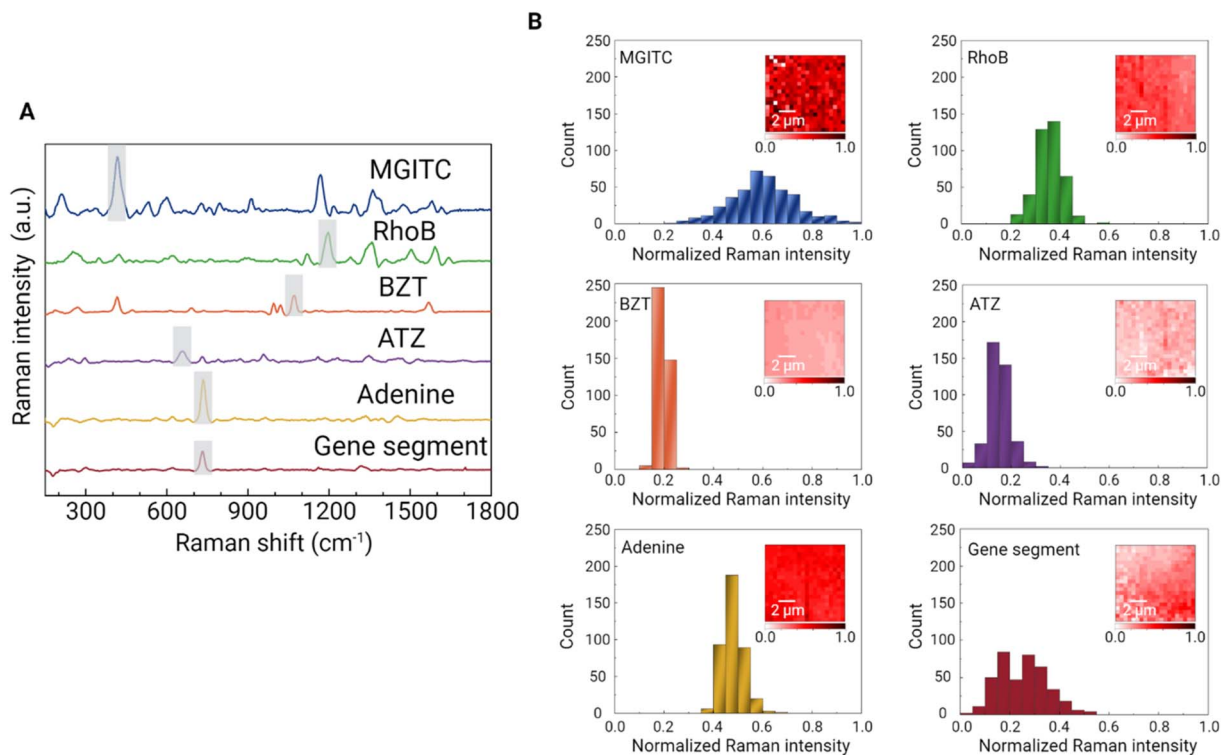 A
MGITC
RhoB
BZT
ATZ
Adenine
Gene segment
Raman intensity (a.u.)
300 600 900 1200 1500 1800
Raman shift (cm⁻¹)
B
MGITC
250
200
150
100
50
0
Count
2 µm
0.0 1.0
0.0 0.2 0.4 0.6 0.8 1.0
Normalized Raman intensity
RhoB
250
200
150
100
50
0
Count
2 µm
0.0 1.0
0.0 0.2 0.4 0.6 0.8 1.0
Normalized Raman intensity
BZT
250
200
150
100
50
0
Count
2 µm
0.0 1.0
0.0 0.2 0.4 0.6 0.8 1.0
Normalized Raman intensity
ATZ
250
200
150
100
50
0
Count
2 µm
0.0 1.0
0.0 0.2 0.4 0.6 0.8 1.0
Normalized Raman intensity
Adenine
250
200
150
100
50
0
Count
2 µm
0.0 1.0
0.0 0.2 0.4 0.6 0.8 1.0
Normalized Raman intensity
Gene segment
250
200
150
100
50
0
Count
2 µm
0.0 1.0
0.0 0.2 0.4 0.6 0.8 1.0
Normalized Raman intensity